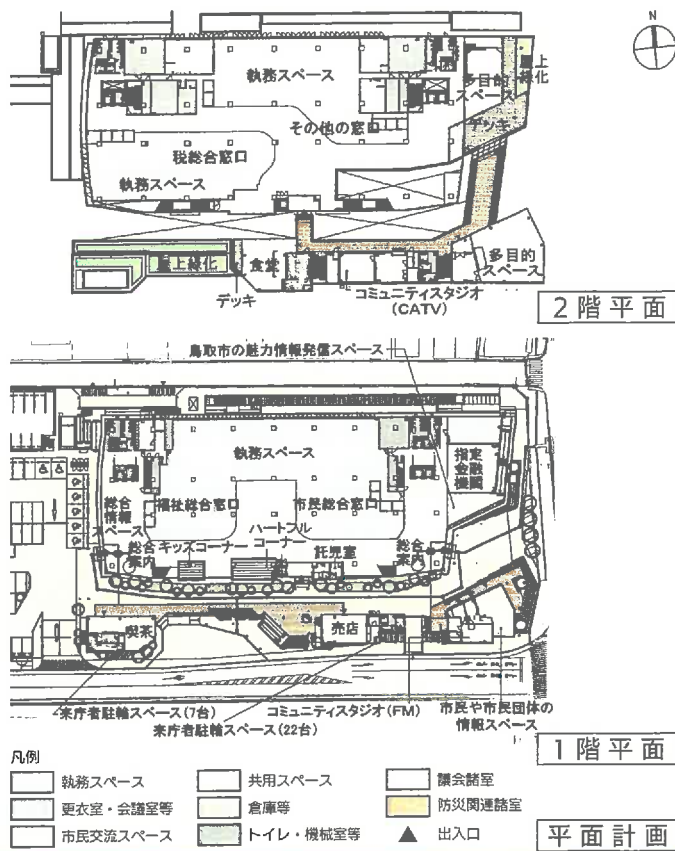 N
執務スペース
多目的
スペース
屋上
緑化
デッキ
その他の窓口
税総合窓口
執務スペース
屋上緑化
食堂
多目的
スペース
デッキ
コミュニティスタジオ
(CATV)
2階平面
鳥取市の魅力情報発信スペース
執務スペース
指定
金融
機関
総合
情報
スペース
福祉総合窓口
市民総合窓口
総合
案内
キッズコーナー
ハートフル
コーナー
託児室
総合
案内
喫茶
売店
来庁者駐輪スペース(7台)
来庁者駐輪スペース(22台)
コミュニティスタジオ(FM)
市民や市民団体の
情報スペース
1階平面
凡例
執務スペース
共用スペース
議会諸室
更衣室・会議室等
倉庫等
防災関連諸室
市民交流スペース
トイレ・機械室等
出入口
平面計画